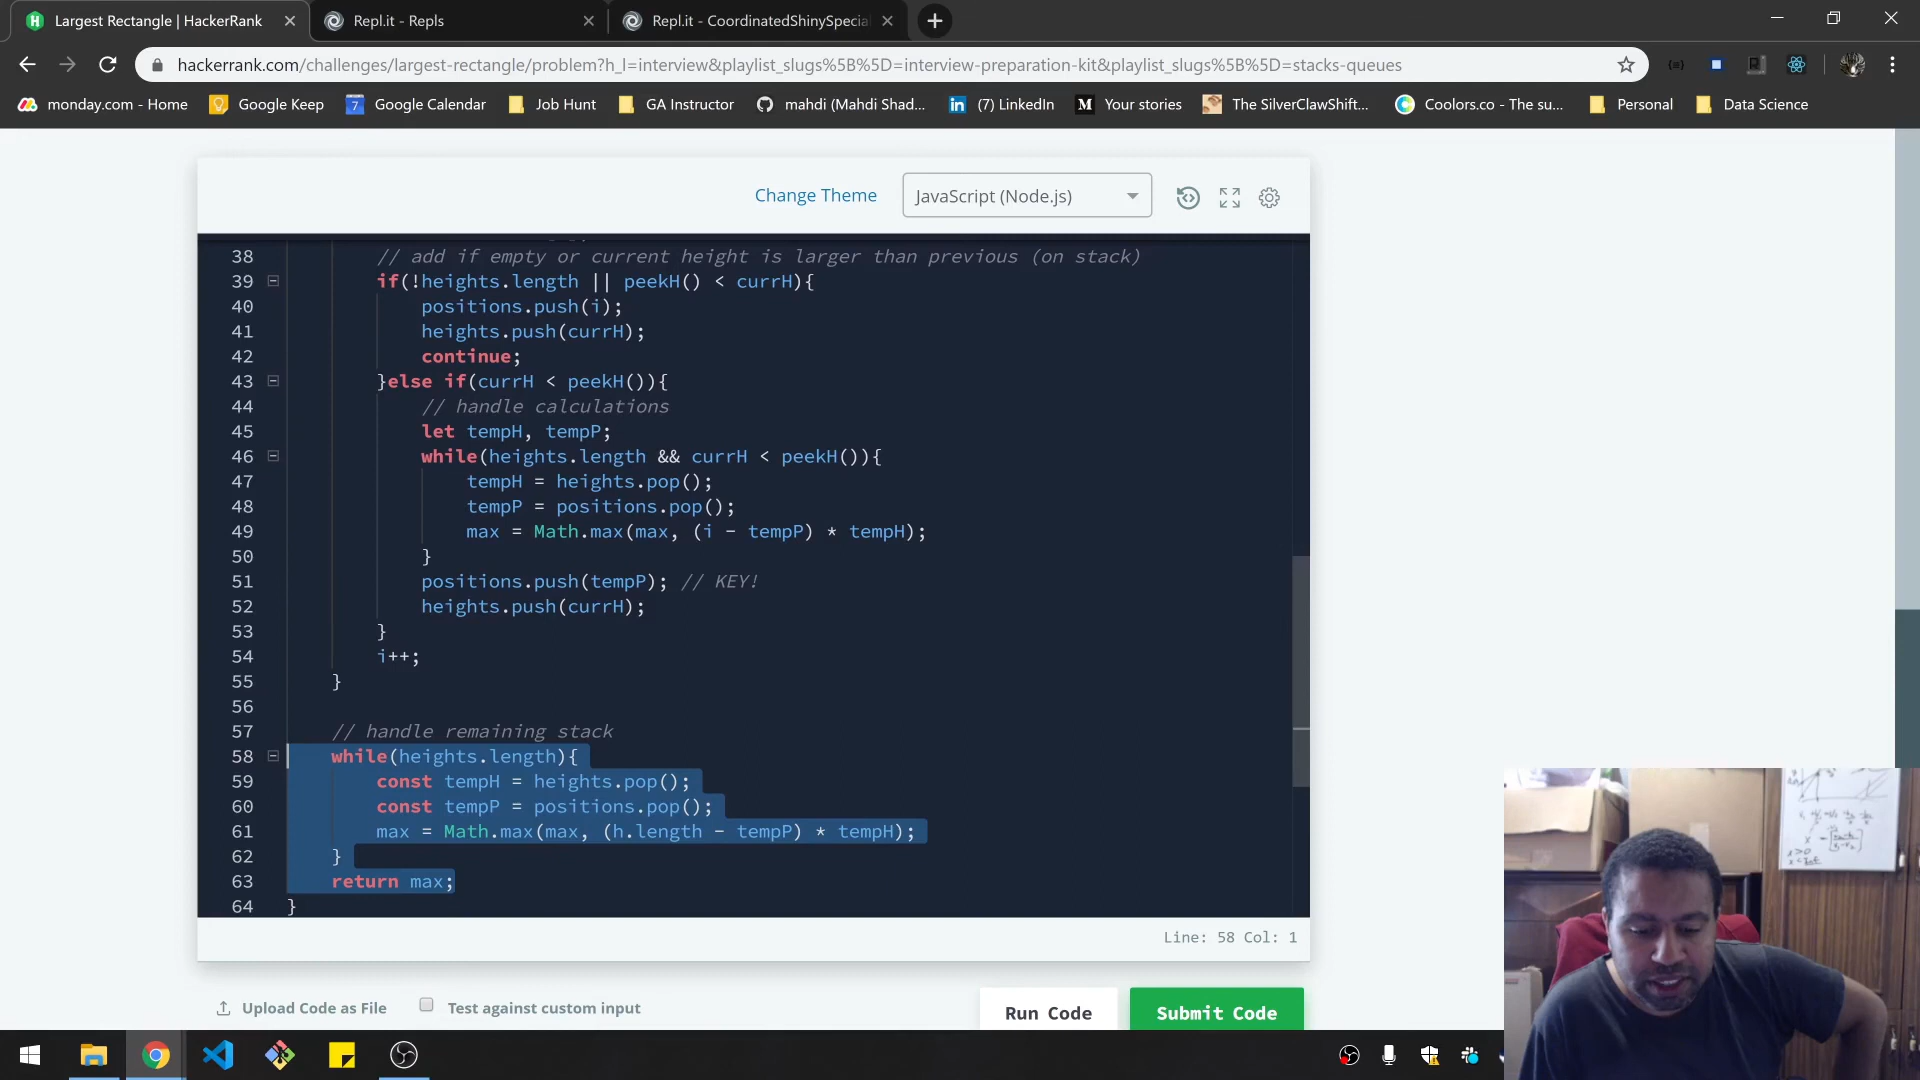 Largest Rectangle | HackerRank
Repl.it - Repls
Repl.it - CoordinatedShinySpecia
hackerrank.com/challenges/largest-rectangle/problem?h_l=interview&playlist_slugs%5B%5D=interview-preparation-kit&playlist_slugs%5B%5D=stacks-queues
monday.com - Home
Google Keep
7 Google Calendar
Job Hunt
GA Instructor
mahdi (Mahdi Shad...
in (7) LinkedIn
M Your stories
The SilverClawShift...
Coolors.co - The su...
Personal
Data Science
Change Theme
JavaScript (Node.js)
38 // add if empty or current height is larger than previous (on stack)
39 if(!heights.length || peekH() < currH){
40 positions.push(i);
41 heights.push(currH);
42 continue;
43 }else if(currH < peekH()){
44 // handle calculations
45 let tempH, tempP;
46 while(heights.length && currH < peekH()){
47 tempH = heights.pop();
48 tempP = positions.pop();
49 max = Math.max(max, (i - tempP) * tempH);
50 }
51 positions.push(tempP); // KEY!
52 heights.push(currH);
53 }
54 i++;
55 }
56
57 // handle remaining stack
58 while(heights.length){
59 const tempH = heights.pop();
60 const tempP = positions.pop();
61 max = Math.max(max, (h.length - tempP) * tempH);
62 }
63 return max;
64 }
Line: 58 Col: 1
Upload Code as File
Test against custom input
Run Code
Submit Code